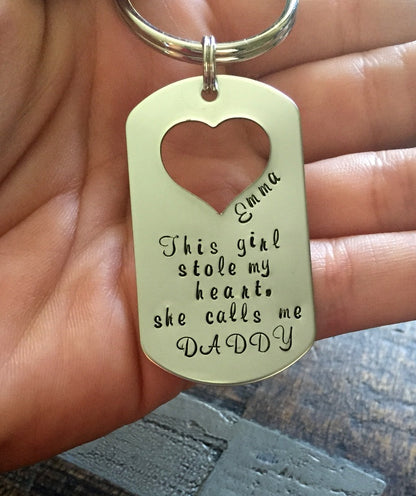 Emma
This girl
stole my
heart.
she calls me
DADDY